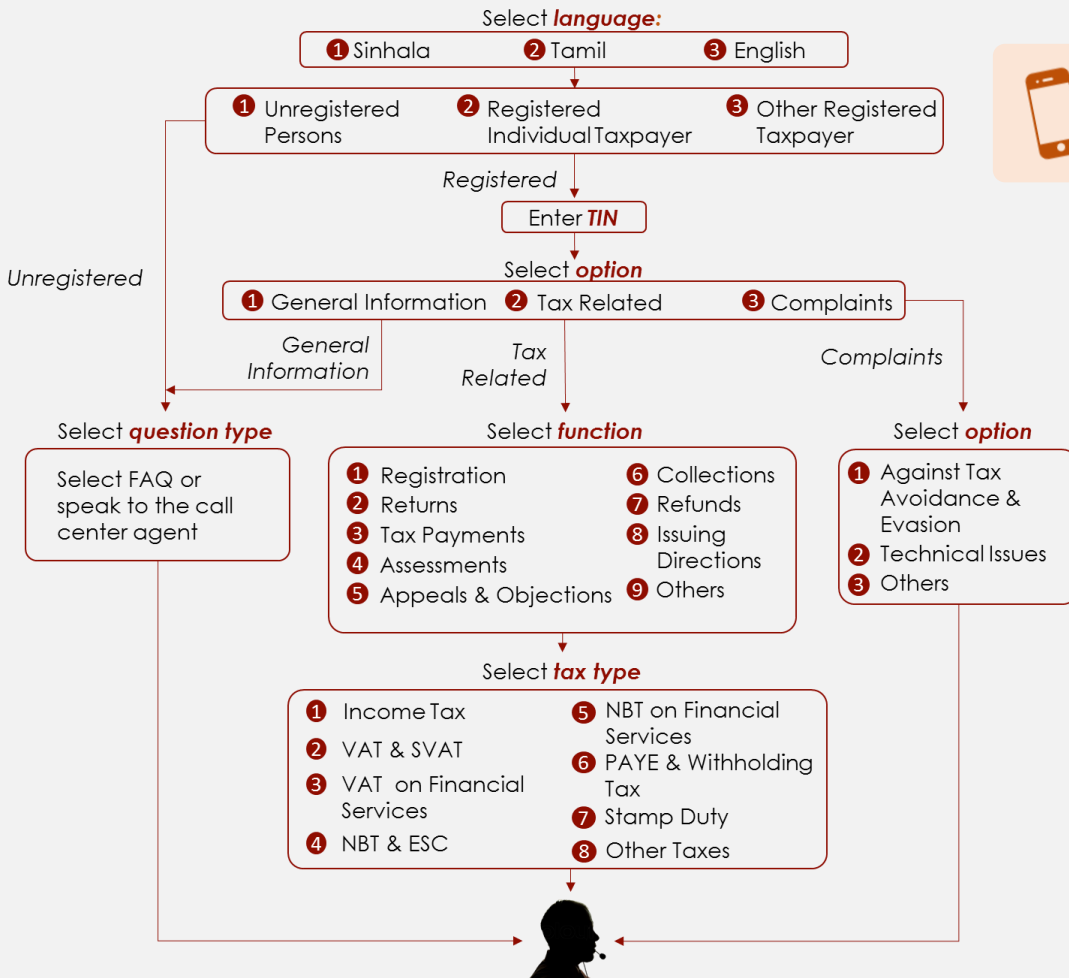 Select language:
1 Sinhala 2 Tamil 3 English
1 Unregistered Persons
2 Registered Individual Taxpayer
3 Other Registered Taxpayer
Registered
Enter TIN
Unregistered
Select option
1 General Information 2 Tax Related 3 Complaints
General
Information
Tax
Related
Complaints
Select question type
Select FAQ or
speak to the call
center agent
Select function
1 Registration
2 Returns
3 Tax Payments
4 Assessments
5 Appeals & Objections
6 Collections
7 Refunds
8 Issuing
Directions
9 Others
Select option
1 Against Tax
Avoidance &
Evasion
2 Technical Issues
3 Others
Select tax type
1 Income Tax
2 VAT & SVAT
3 VAT on Financial
Services
4 NBT & ESC
5 NBT on Financial
Services
6 PAYE & Withholding
Tax
7 Stamp Duty
8 Other Taxes